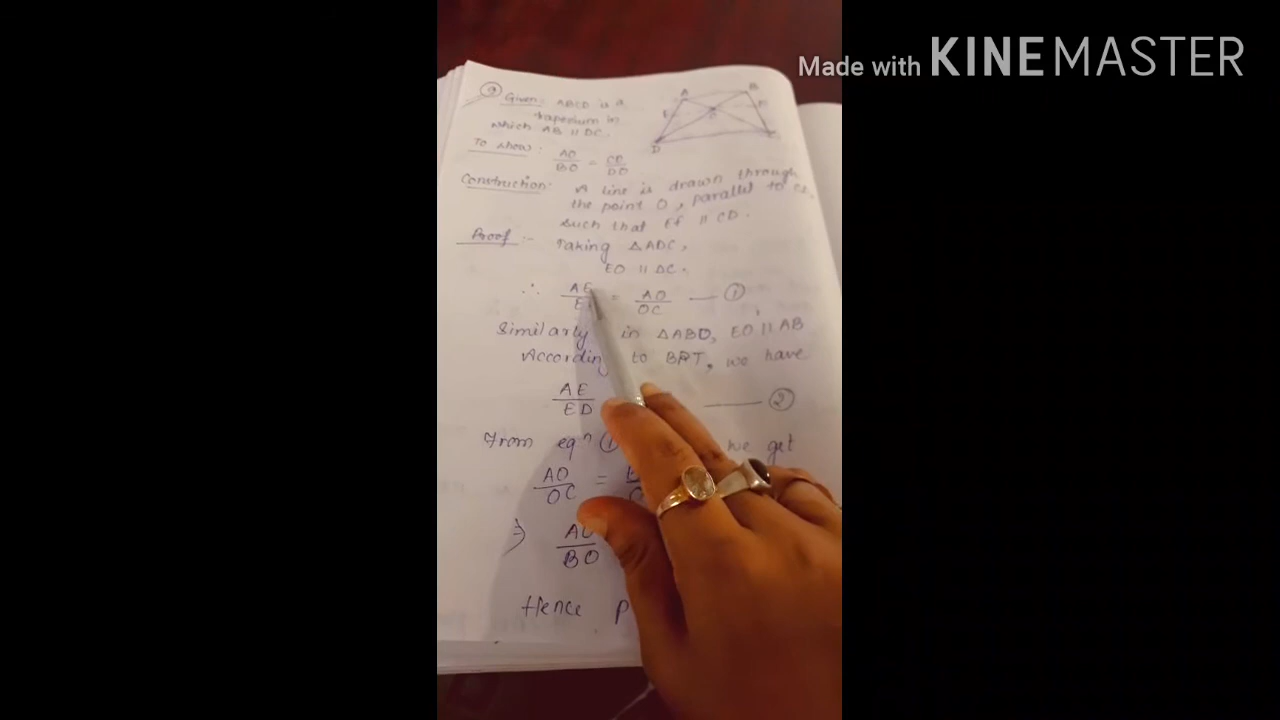 Made with KINEMASTER
9 Given:- ABCD is a
trapezium in
which AB || DC.
To show: AO/BO = CO/DO
Construction: A line is drawn through
the point O, parallel to
such that EF || CD.
Proof :- Taking △ADC,
EO || DC.
∴ AE/ = AO/OC — ①
Similarly in △ABD, EO || AB
According to BPT, we have
AE/ED — ②
From eqⁿ ① we get
AO/OC =
⇒ /BO
Hence
A B
E F
O
D C